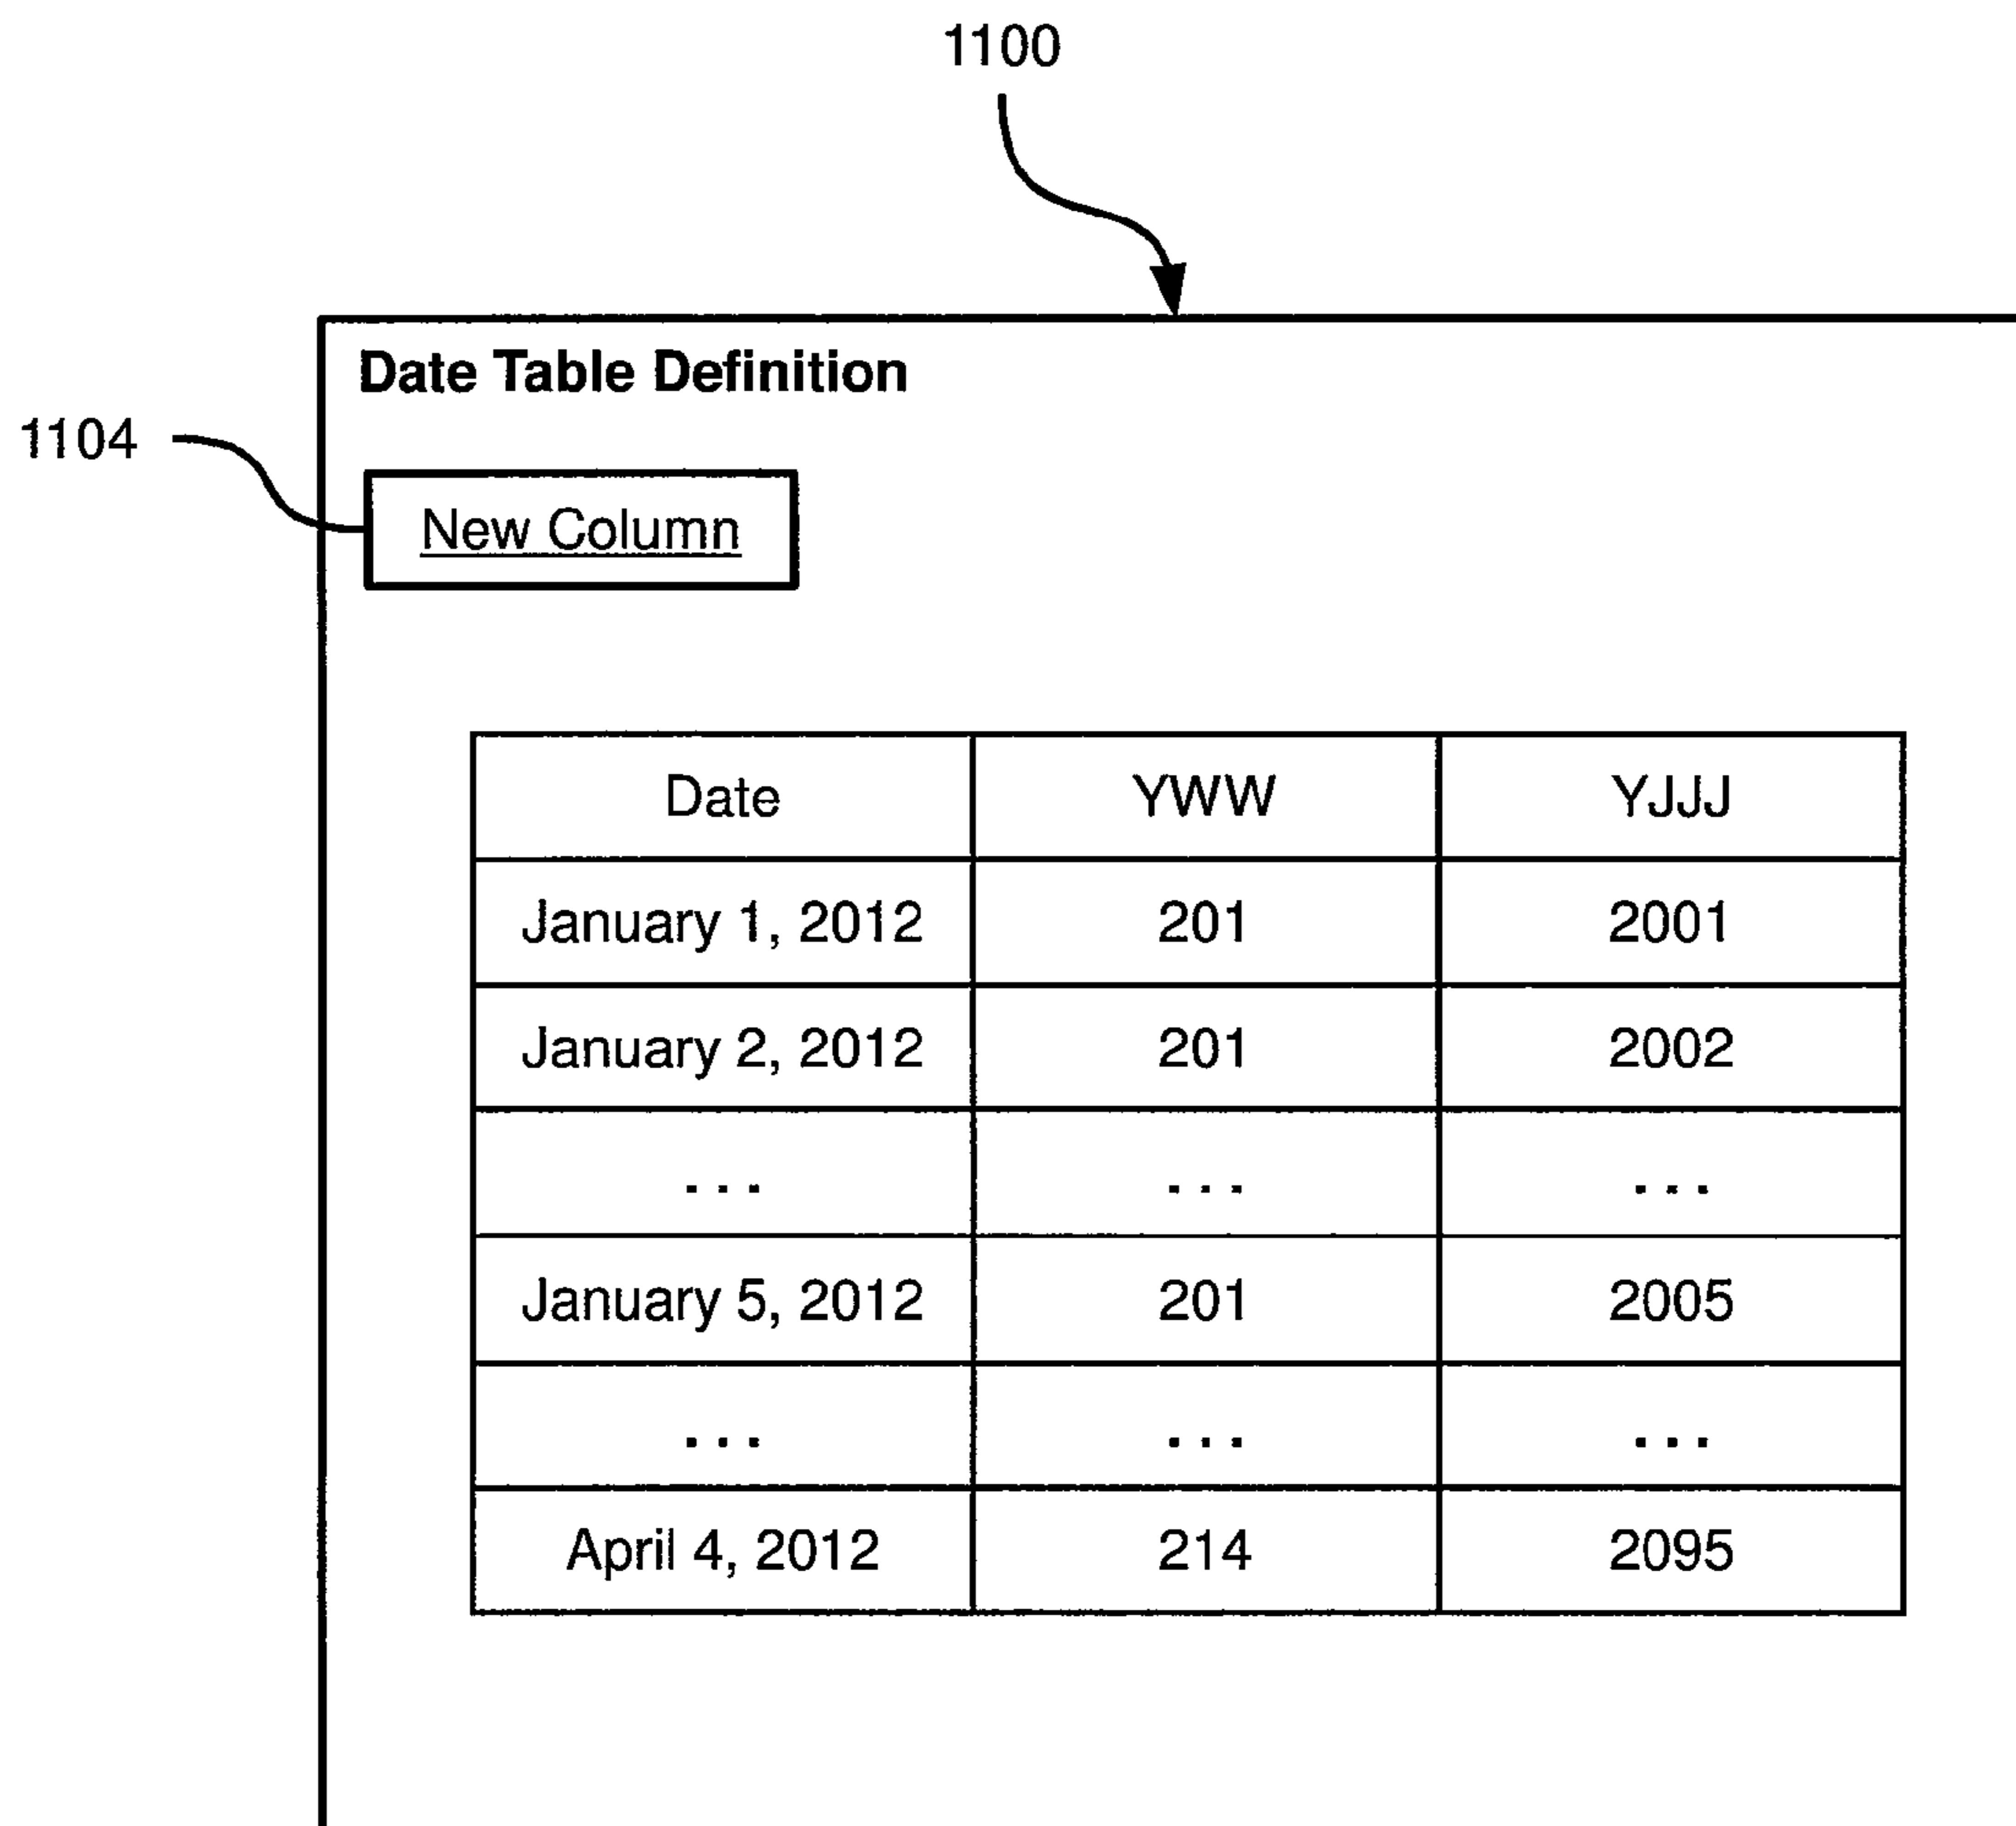 1100
Date Table Definition
1104
New Column
Date YWW YJJJ
January 1, 2012 201 2001
January 2, 2012 201 2002
... ... ...
January 5, 2012 201 2005
... ... ...
April 4, 2012 214 2095